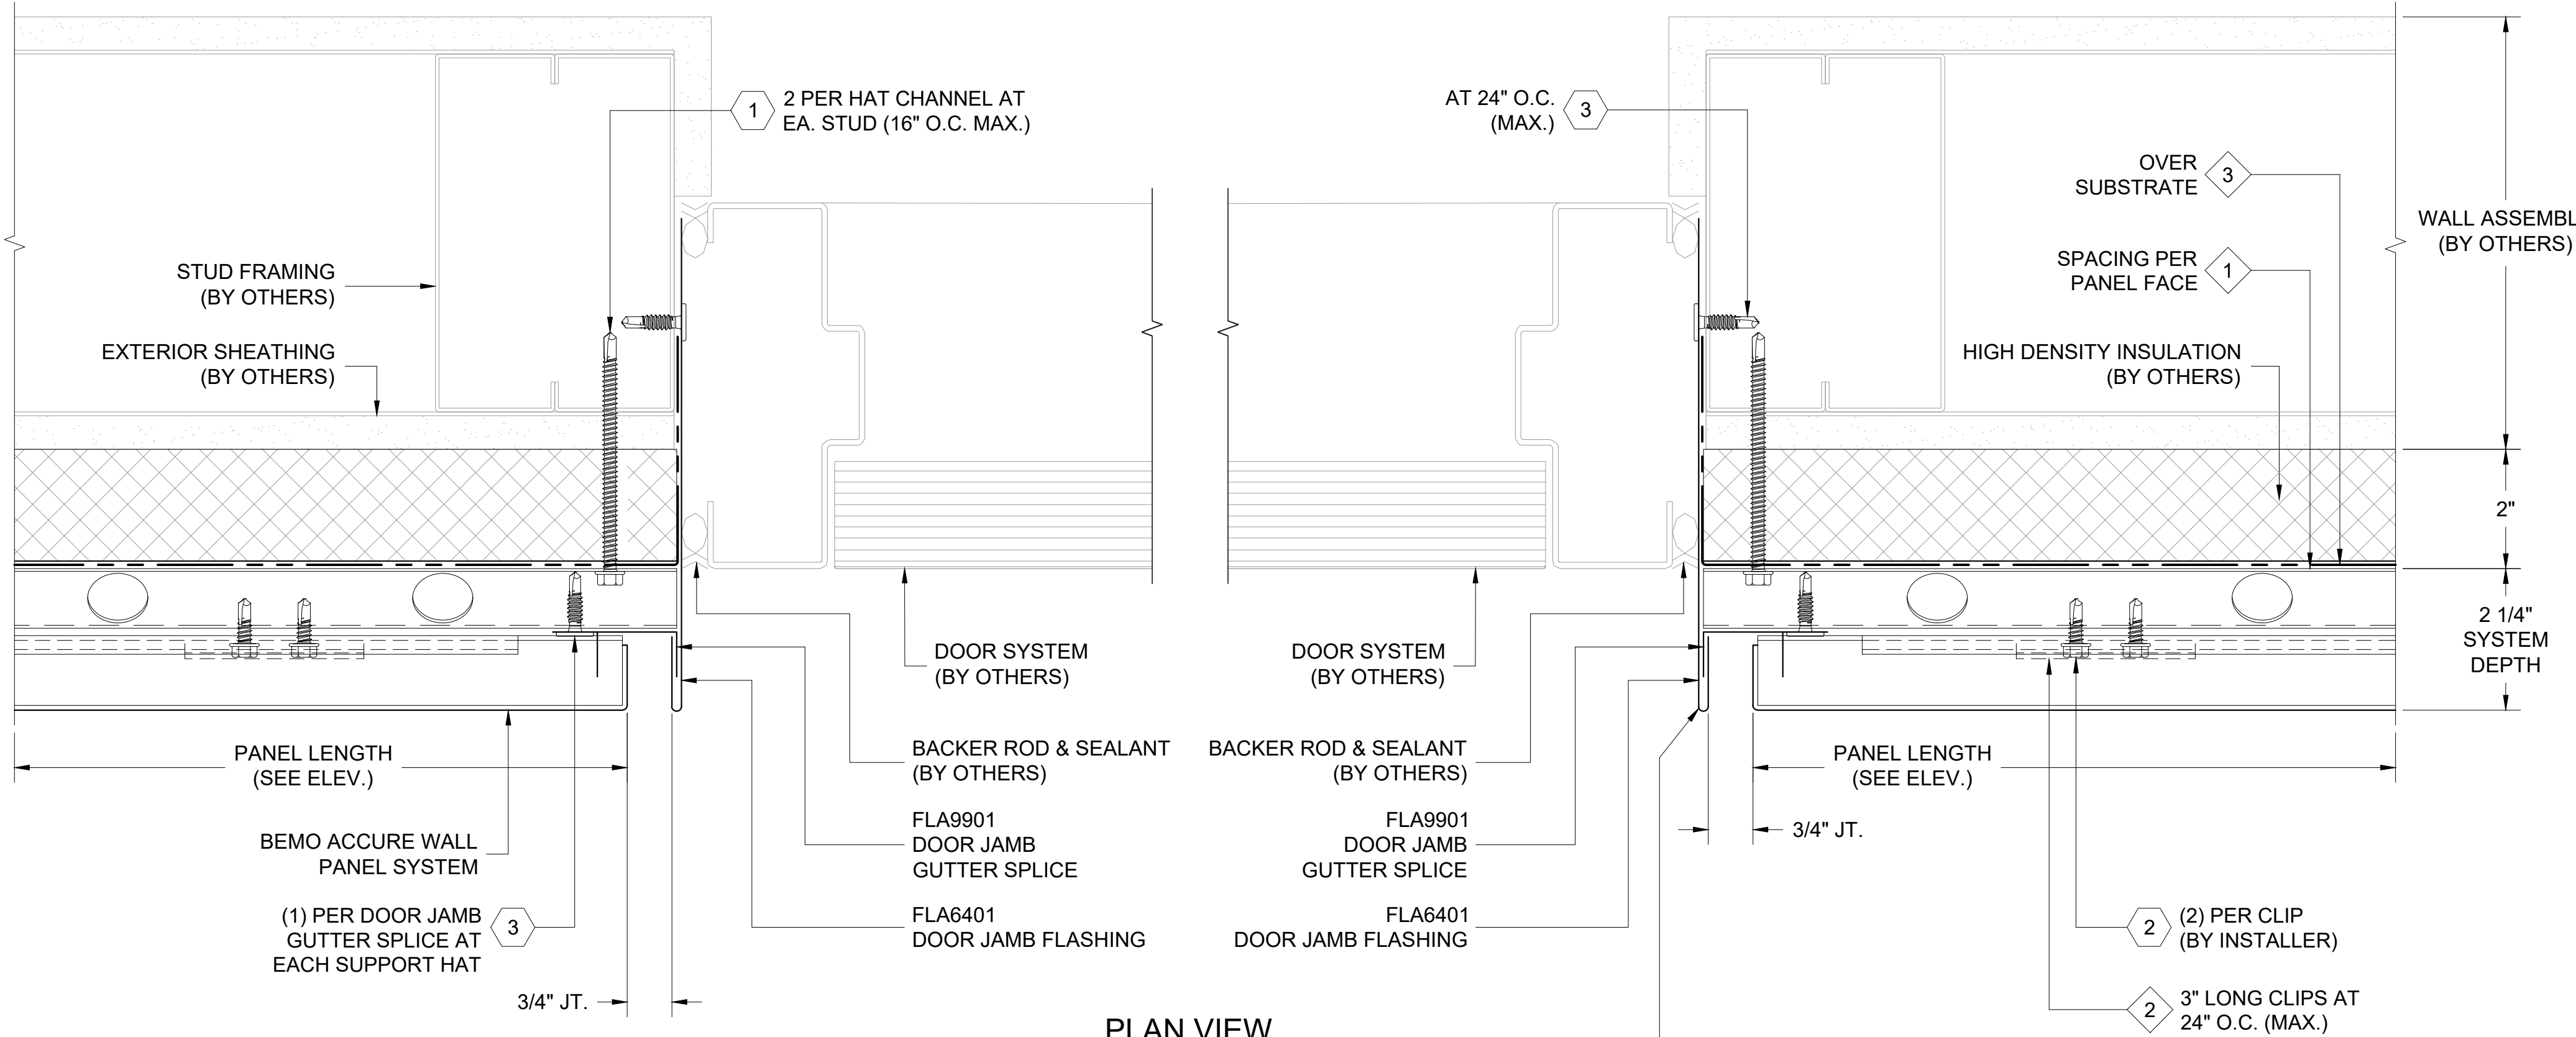 1
2 PER HAT CHANNEL AT
EA. STUD (16" O.C. MAX.)
AT 24" O.C.
(MAX.)
3
OVER
SUBSTRATE
3
WALL ASSEMBL
(BY OTHERS)
STUD FRAMING
(BY OTHERS)
SPACING PER
PANEL FACE
1
EXTERIOR SHEATHING
(BY OTHERS)
HIGH DENSITY INSULATION
(BY OTHERS)
2"
2 1/4"
SYSTEM
DEPTH
DOOR SYSTEM
(BY OTHERS)
DOOR SYSTEM
(BY OTHERS)
BACKER ROD & SEALANT
(BY OTHERS)
BACKER ROD & SEALANT
(BY OTHERS)
PANEL LENGTH
(SEE ELEV.)
PANEL LENGTH
(SEE ELEV.)
BEMO ACCURE WALL
PANEL SYSTEM
FLA9901
DOOR JAMB
GUTTER SPLICE
FLA9901
DOOR JAMB
GUTTER SPLICE
3/4" JT.
(1) PER DOOR JAMB
GUTTER SPLICE AT
EACH SUPPORT HAT
3
FLA6401
DOOR JAMB FLASHING
FLA6401
DOOR JAMB FLASHING
2
(2) PER CLIP
(BY INSTALLER)
3/4" JT.
2
3" LONG CLIPS AT
24" O.C. (MAX.)
PLAN VIEW